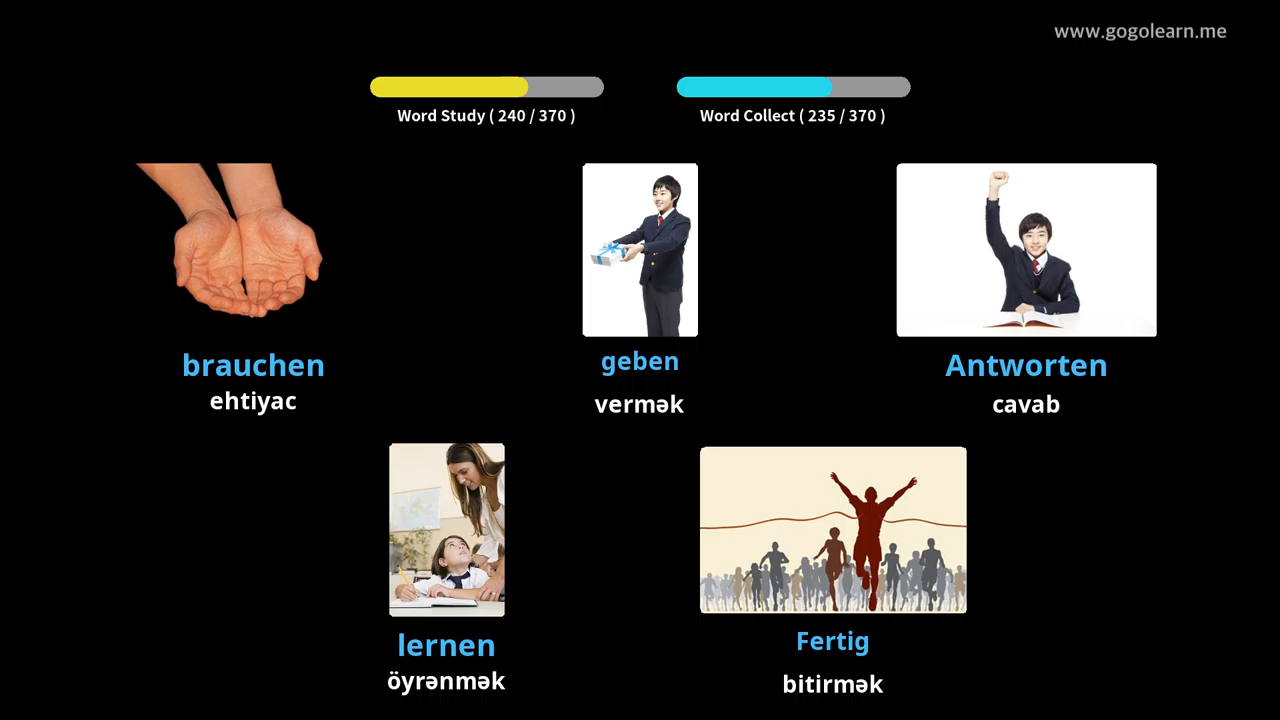 www.gogolearn.me
Word Study ( 240 / 370 )
Word Collect ( 235 / 370 )
brauchen
ehtiyac
geben
vermək
Antworten
cavab
lernen
öyrənmək
Fertig
bitirmək